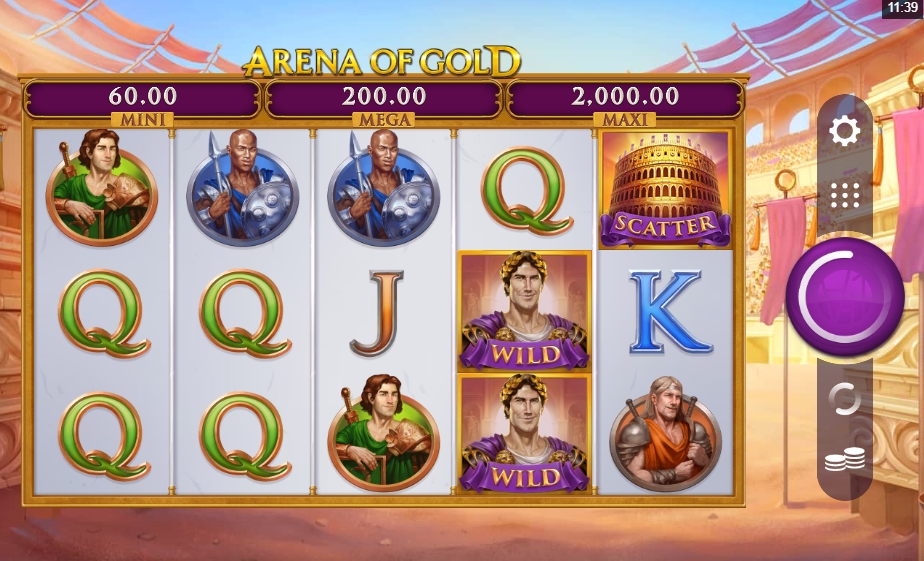 11:39
ARENA OF GOLD
60.00 200.00 2,000.00
MINI MEGA MAXI
Q SCATTER
Q Q J WILD K
Q Q WILD